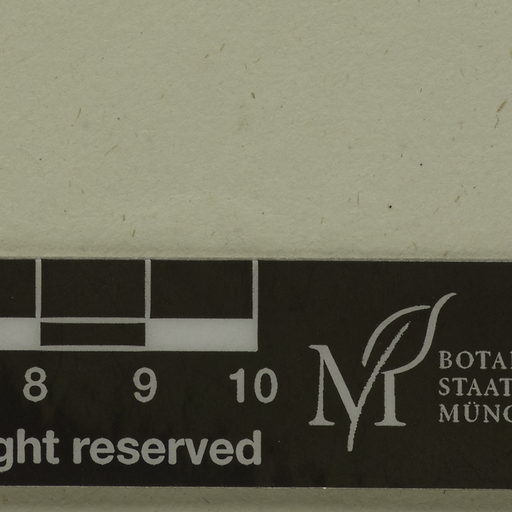 8 9 10
ght reserved
M
BOTA
STAAT
MÜNC